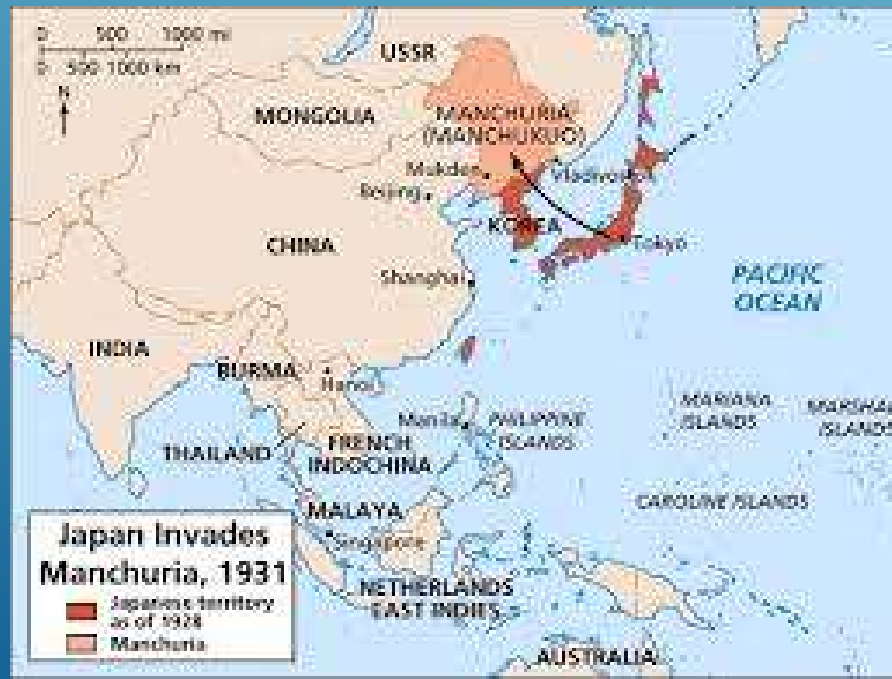 0 500 1000 mi
0 500 1000 km
N
USSR
MONGOLIA
MANCHURIA
(MANCHUKUO)
Mukden
Vladivostok
Beijing
KOREA
Tokyo
CHINA
Shanghai
PACIFIC
OCEAN
INDIA
BURMA
Hanoi
Manila
PHILIPPINE
ISLANDS
MARIANA
ISLANDS
MARSHALL
ISLANDS
THAILAND
FRENCH
INDOCHINA
CAROLINE ISLANDS
MALAYA
Singapore
NETHERLANDS
EAST INDIES
AUSTRALIA
Japan Invades
Manchuria, 1931
Japanese territory
as of 1928
Manchuria